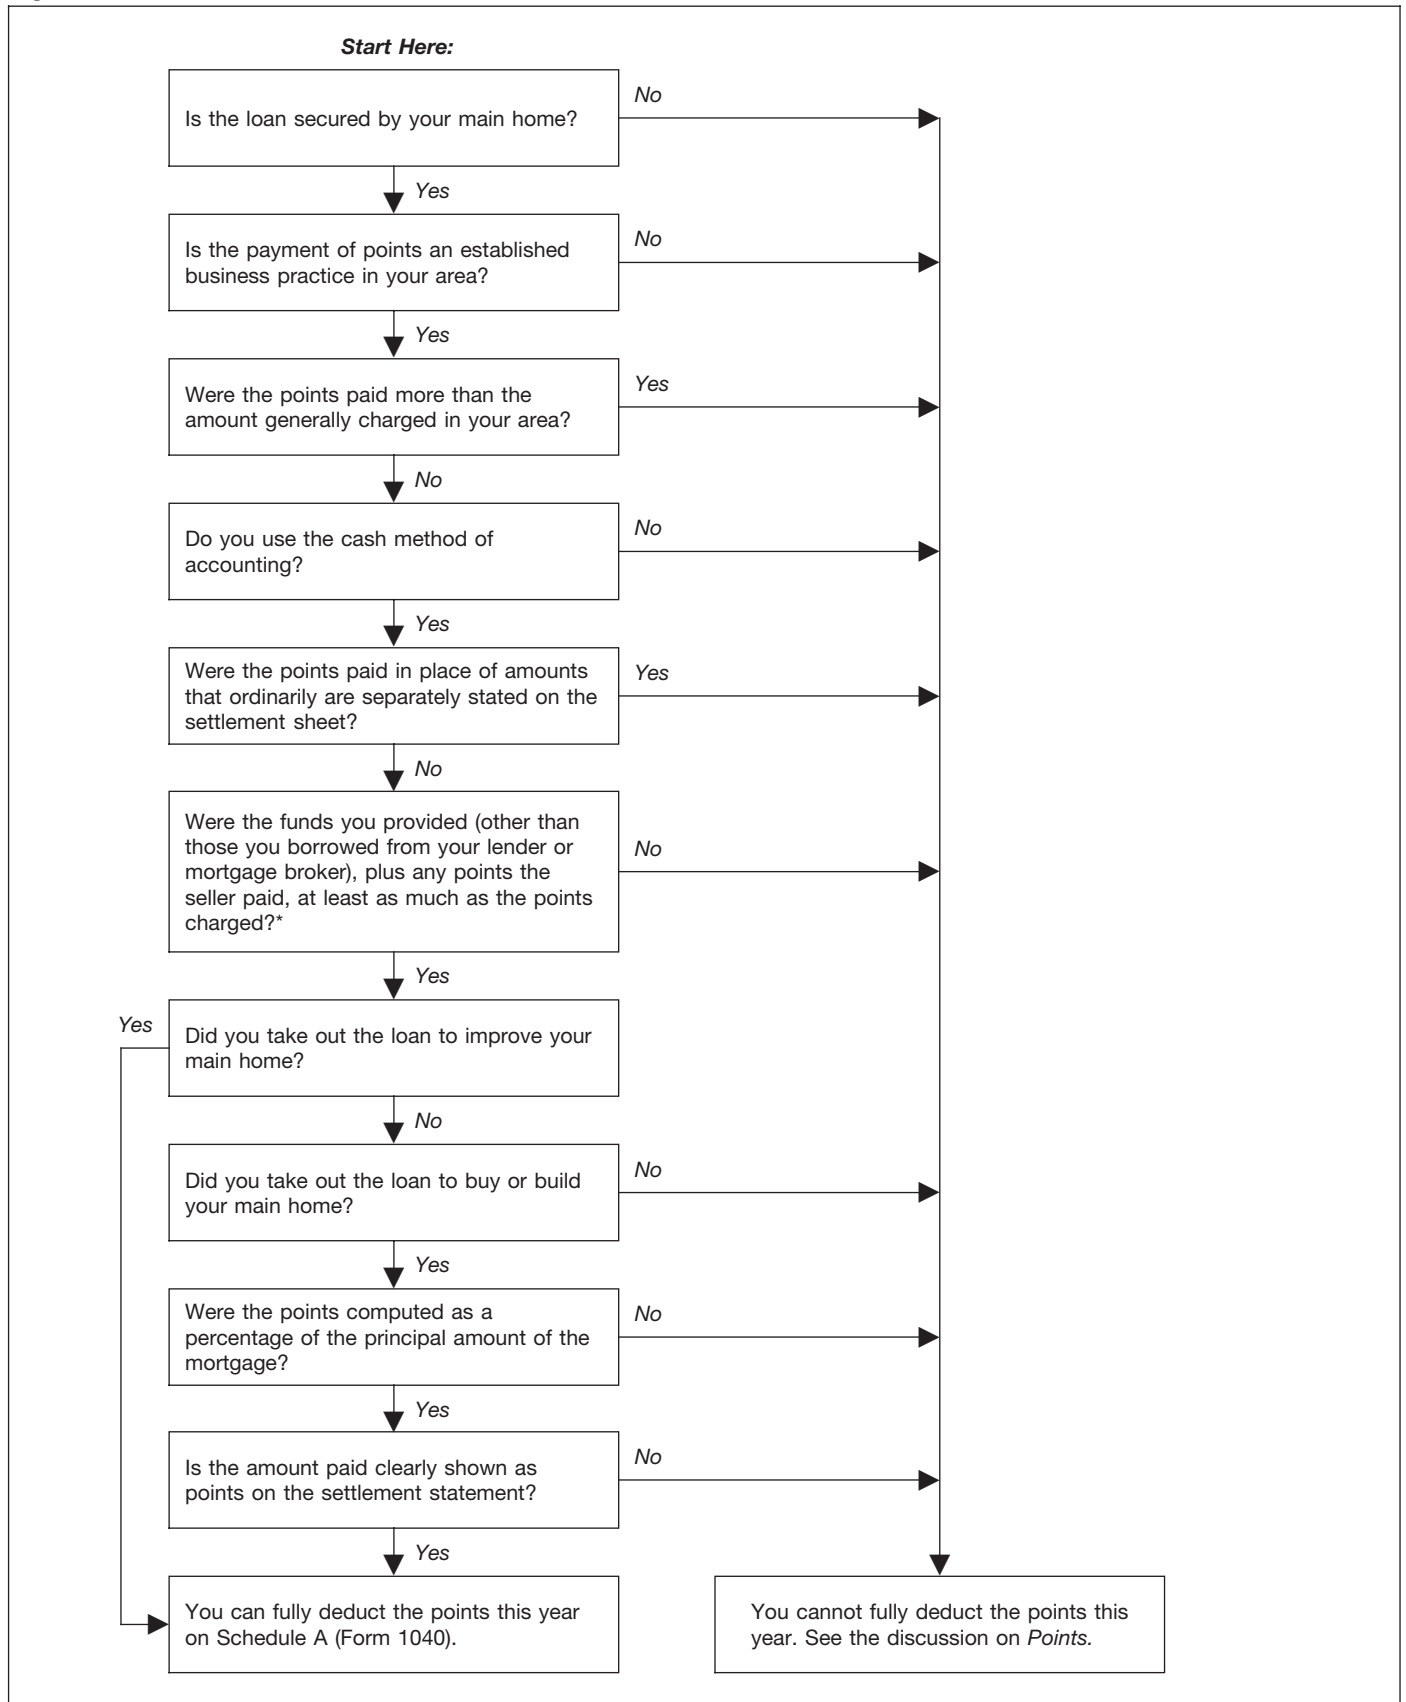 Start Here:
Is the loan secured by your main home?
No
Yes
Is the payment of points an established
business practice in your area?
No
Yes
Were the points paid more than the
amount generally charged in your area?
Yes
No
Do you use the cash method of
accounting?
No
Yes
Were the points paid in place of amounts
that ordinarily are separately stated on the
settlement sheet?
Yes
No
Were the funds you provided (other than
those you borrowed from your lender or
mortgage broker), plus any points the
seller paid, at least as much as the points
charged?*
No
Yes
Yes
Did you take out the loan to improve your
main home?
No
Did you take out the loan to buy or build
your main home?
No
Yes
Were the points computed as a
percentage of the principal amount of the
mortgage?
No
Yes
Is the amount paid clearly shown as
points on the settlement statement?
No
Yes
You can fully deduct the points this year
on Schedule A (Form 1040).
You cannot fully deduct the points this
year. See the discussion on Points.